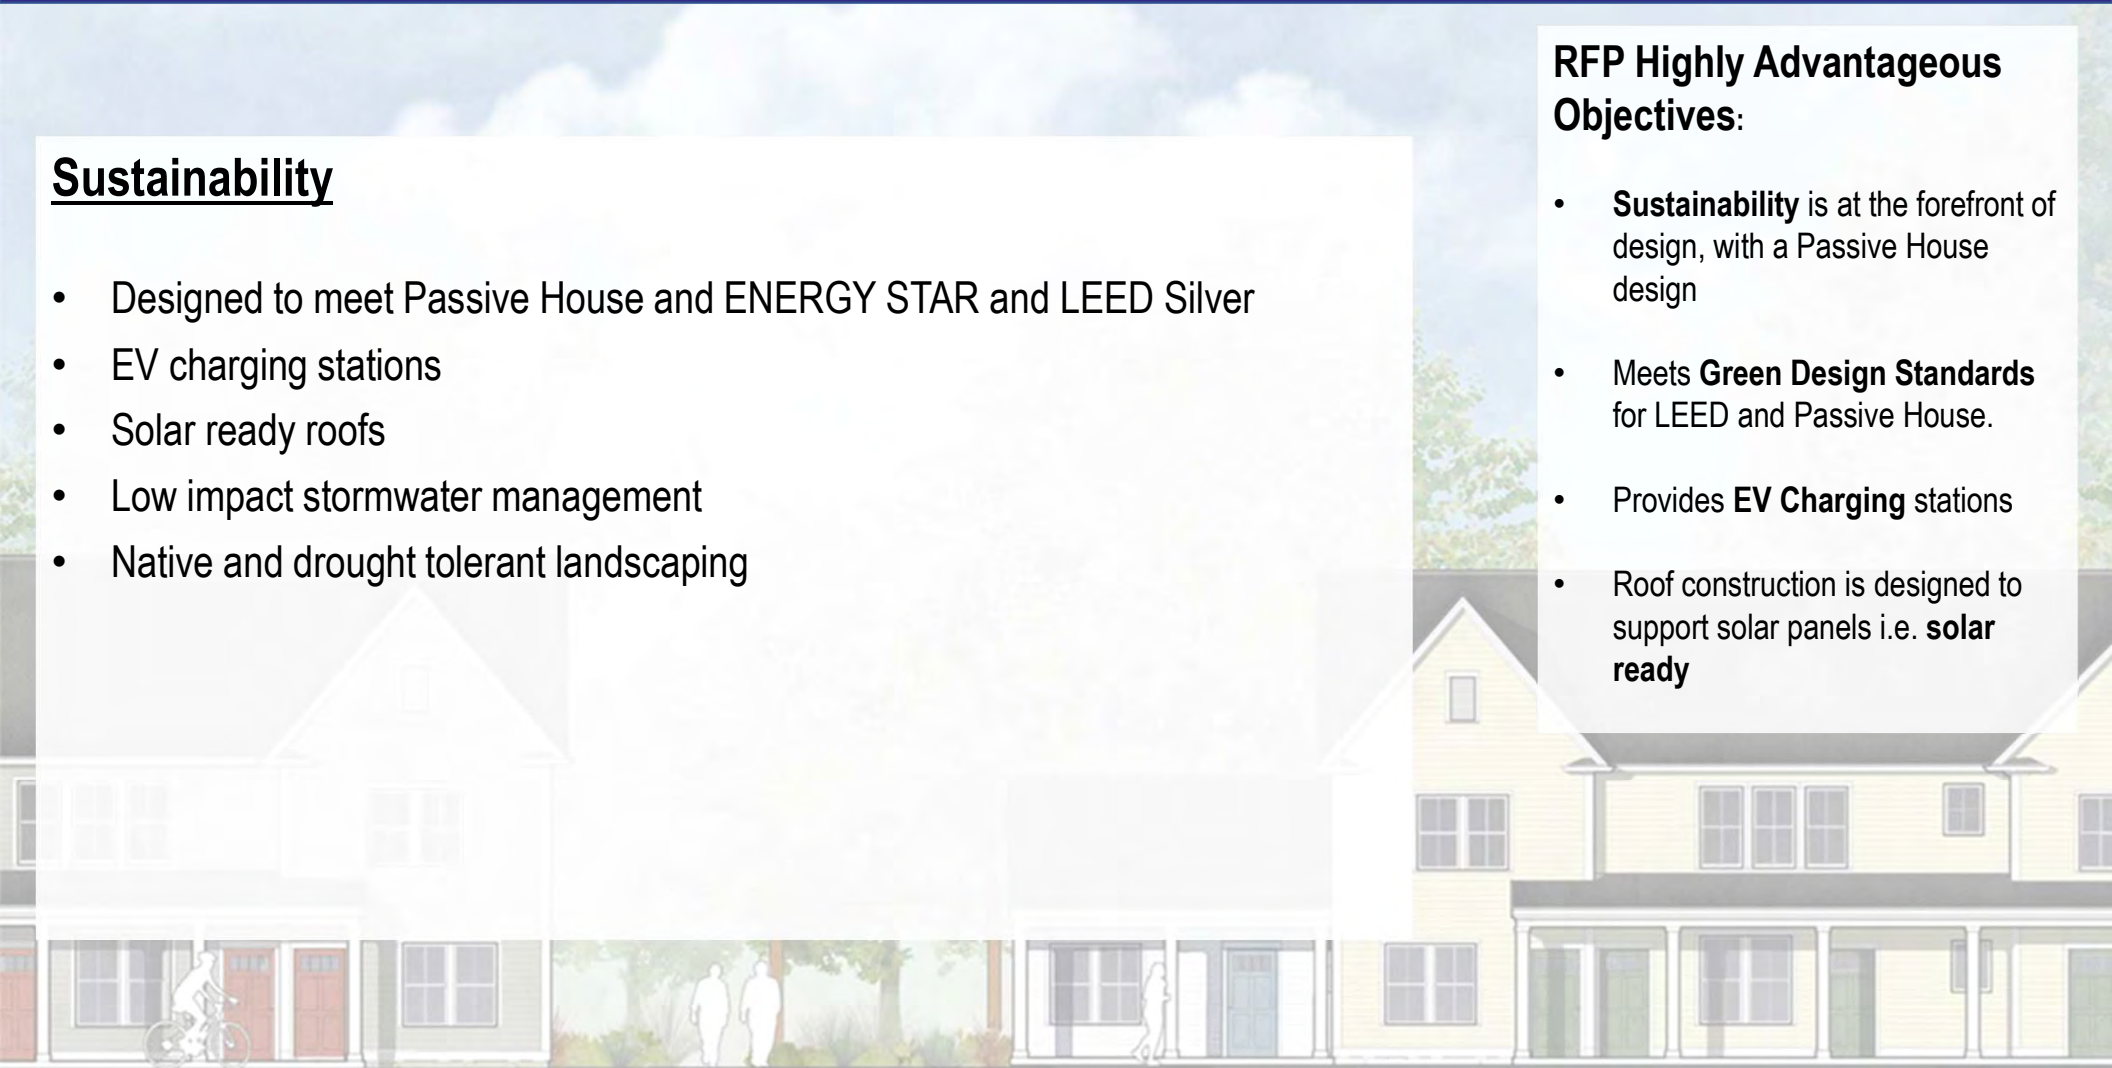 Sustainability
• Designed to meet Passive House and ENERGY STAR and LEED Silver
• EV charging stations
• Solar ready roofs
• Low impact stormwater management
• Native and drought tolerant landscaping
RFP Highly Advantageous
Objectives:
• Sustainability is at the forefront of
design, with a Passive House
design
• Meets Green Design Standards
for LEED and Passive House.
• Provides EV Charging stations
• Roof construction is designed to
support solar panels i.e. solar
ready